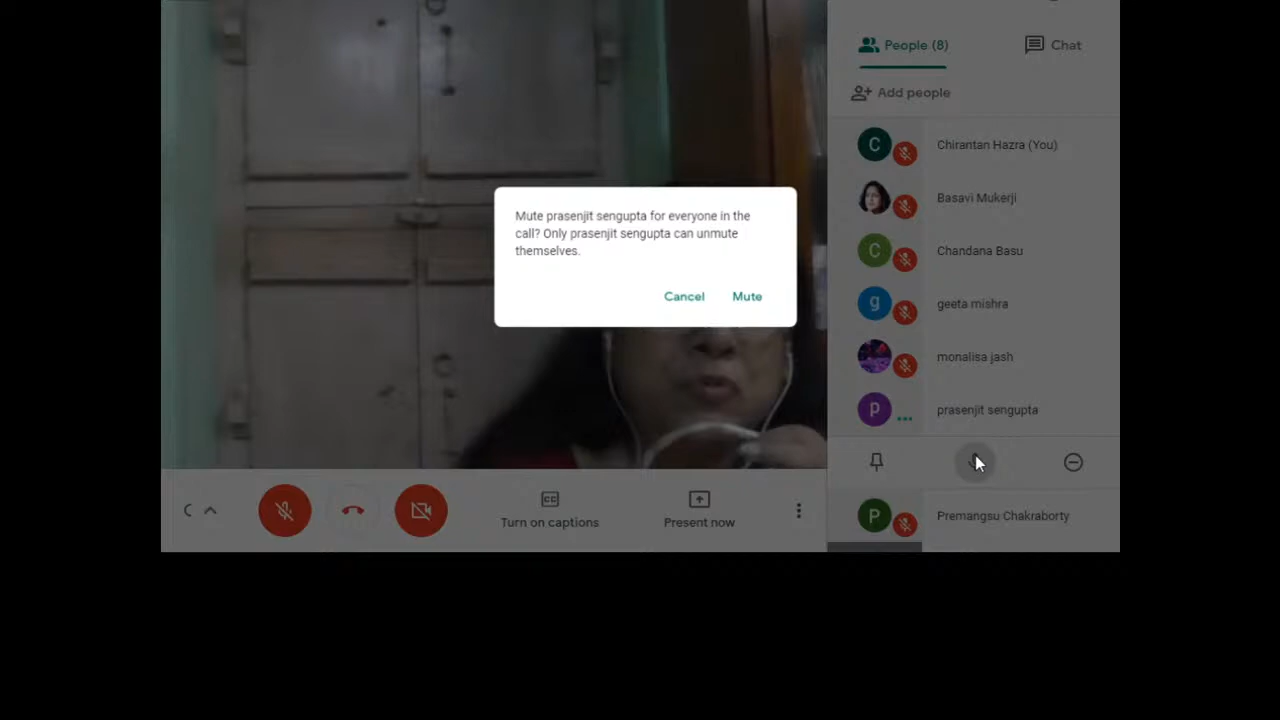 People (8)
Chat
Add people
C
Chirantan Hazra (You)
Basavi Mukerji
C
Chandana Basu
g
geeta mishra
monalisa jash
p
prasenjit sengupta
P
Premangsu Chakraborty
Mute prasenjit sengupta for everyone in the
call? Only prasenjit sengupta can unmute
themselves.
Cancel Mute
CC
Turn on captions
Present now